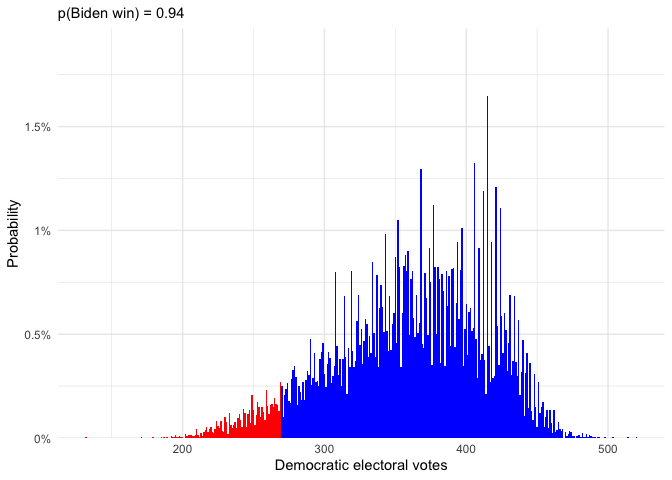 p(Biden win) = 0.94
1.5%
1%
0.5%
0%
Probability
200
300
400
500
Democratic electoral votes